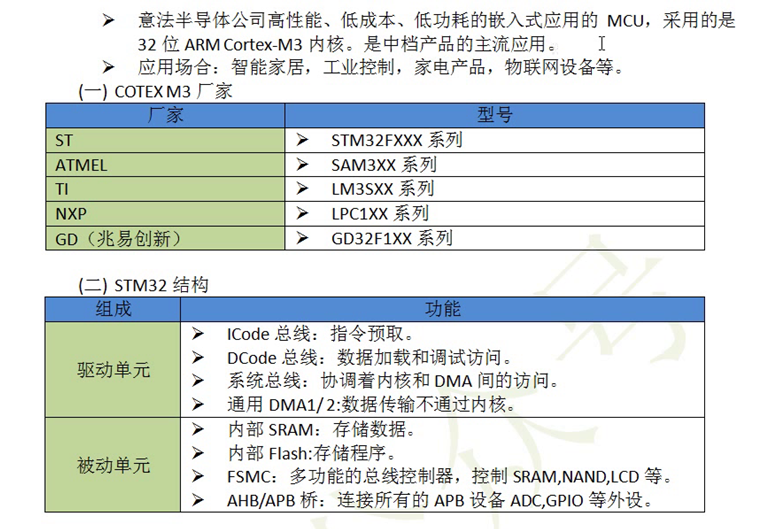 ➢ 意法半导体公司高性能、低成本、低功耗的嵌入式应用的 MCU，采用的是
32 位 ARM Cortex-M3 内核。是中档产品的主流应用。
➢ 应用场合：智能家居，工业控制，家电产品，物联网设备等。
(一) COTEX M3 厂家
厂家 型号
ST ➢ STM32FXXX 系列
ATMEL ➢ SAM3XX 系列
TI ➢ LM3SXX 系列
NXP ➢ LPC1XX 系列
GD（兆易创新） ➢ GD32F1XX 系列
(二) STM32 结构
组成 功能
驱动单元
➢ ICode 总线：指令预取。
➢ DCode 总线：数据加载和调试访问。
➢ 系统总线：协调着内核和 DMA 间的访问。
➢ 通用 DMA1/ 2:数据传输不通过内核。
被动单元
➢ 内部 SRAM：存储数据。
➢ 内部 Flash:存储程序。
➢ FSMC：多功能的总线控制器，控制 SRAM,NAND,LCD 等。
➢ AHB/APB 桥：连接所有的 APB 设备 ADC,GPIO 等外设。